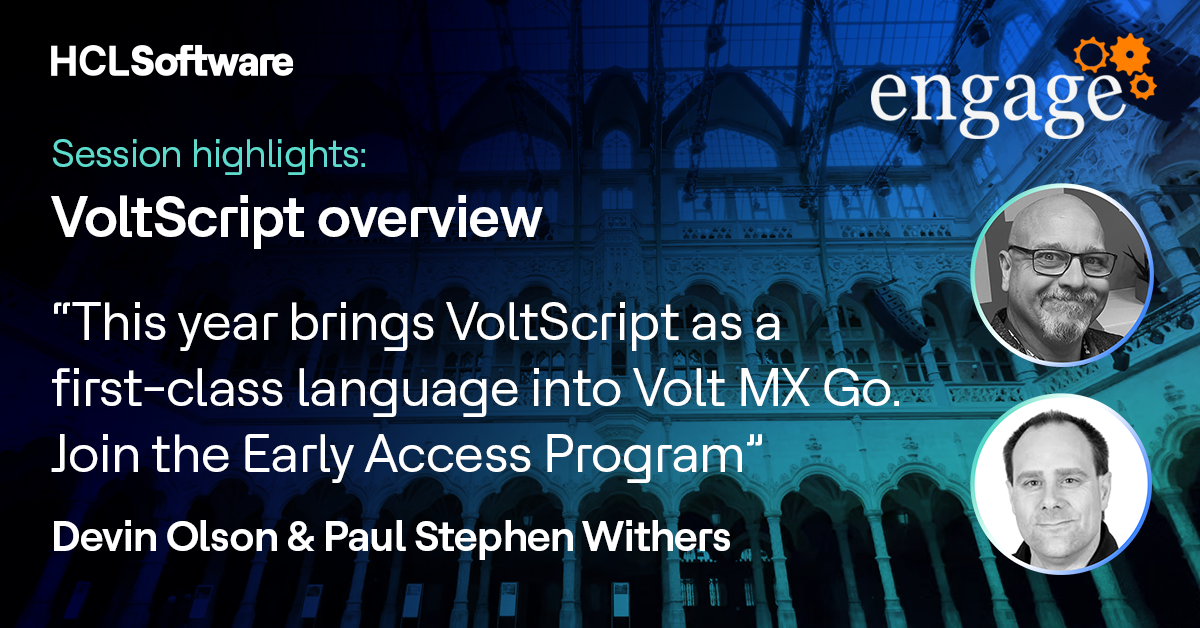 HCLSoftware
engage
Session highlights:
VoltScript overview
“This year brings VoltScript as a
first-class language into Volt MX Go.
Join the Early Access Program”
Devin Olson & Paul Stephen Withers